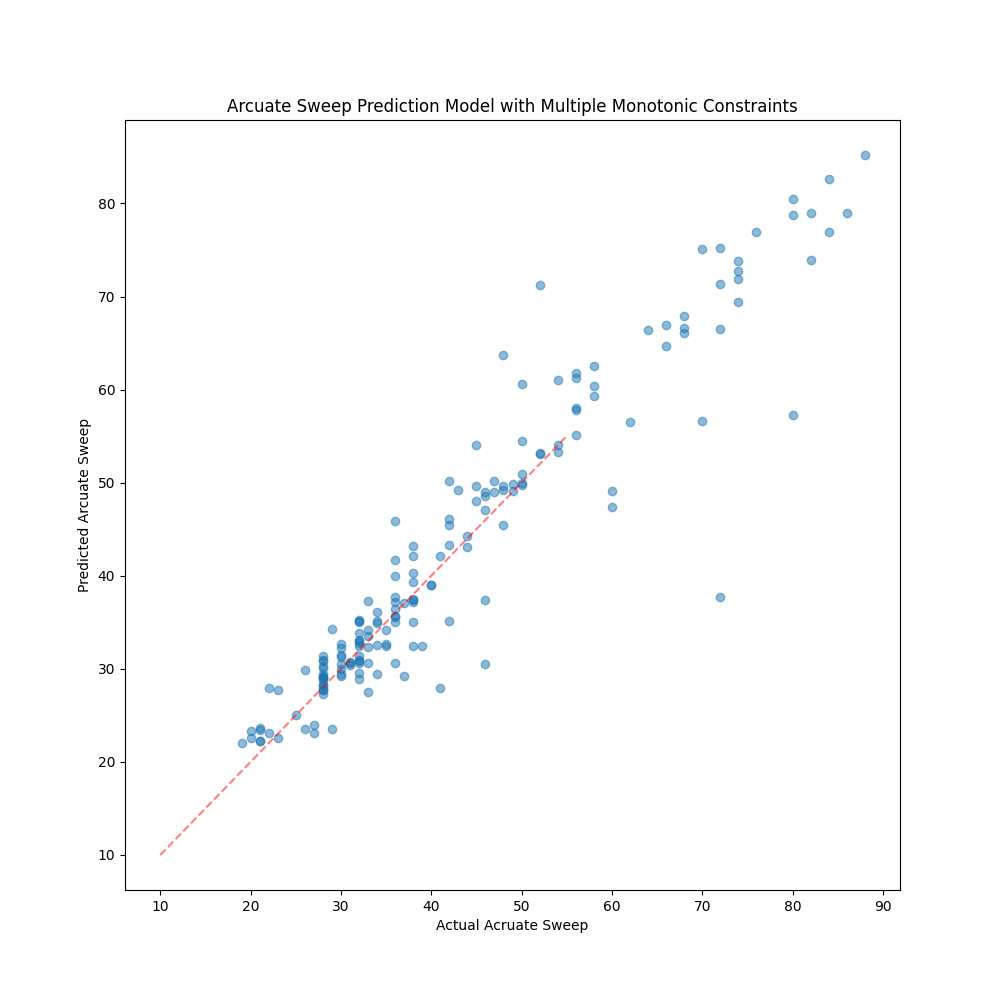 Arcuate Sweep Prediction Model with Multiple Monotonic Constraints
Predicted Arcuate Sweep
80
70
60
50
40
30
20
10
10 20 30 40 50 60 70 80 90
Actual Acruate Sweep